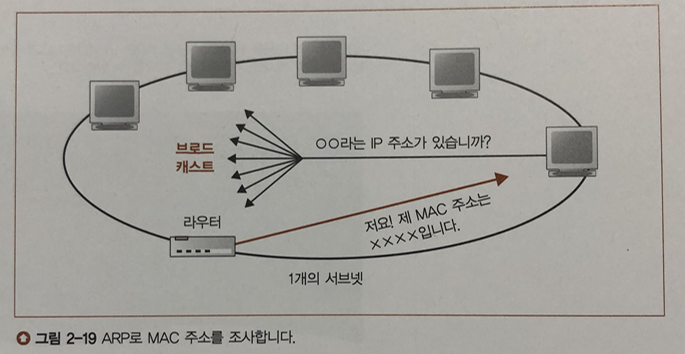 ○○라는 IP 주소가 있습니까?
브로드
캐스트
라우터
저요! 제 MAC 주소는
××××입니다.
1개의 서브넷
그림 2-19 ARP로 MAC 주소를 조사합니다.